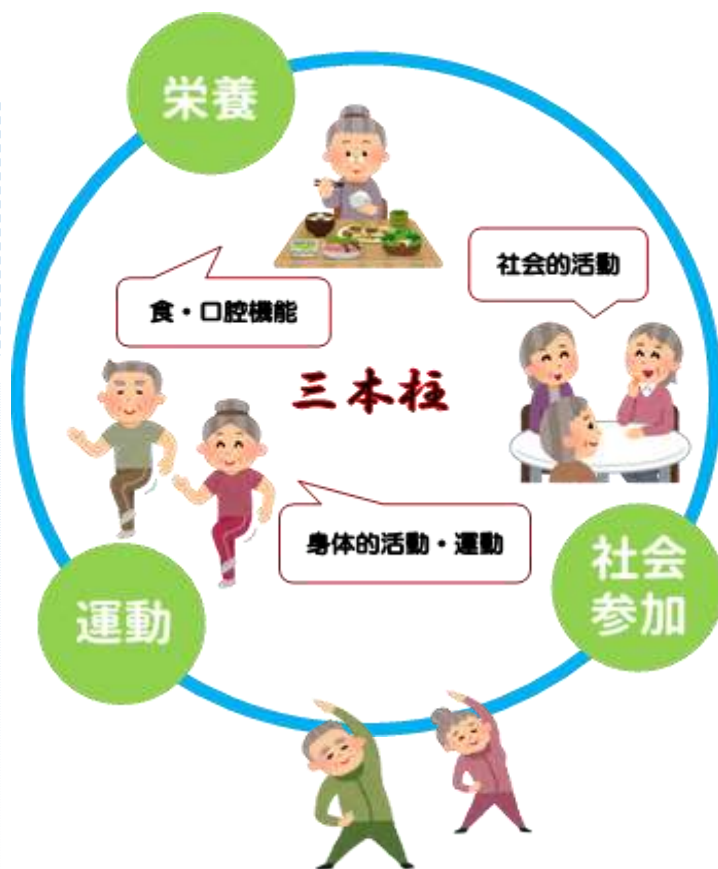 栄養
社会的活動
食・口腔機能
三本柱
身体的活動・運動
社会
参加
運動